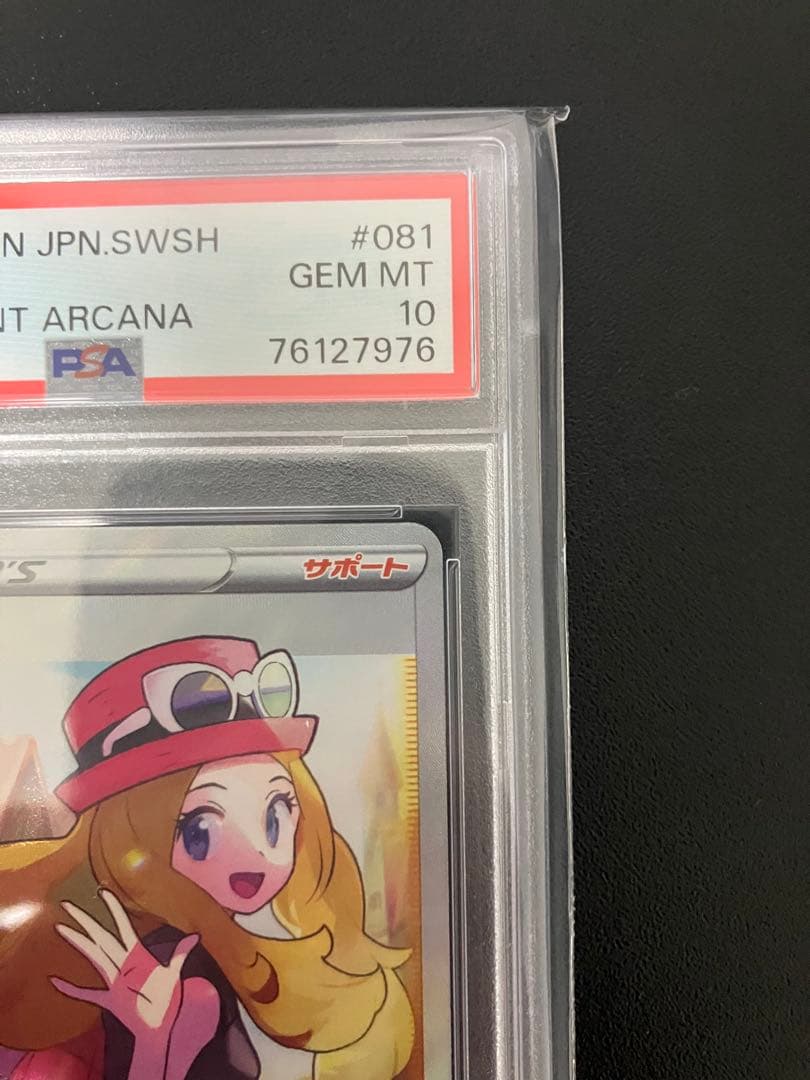 N JPN.SWSH #081
GEM MT
NT ARCANA 10
PSA 76127976
'S サポート